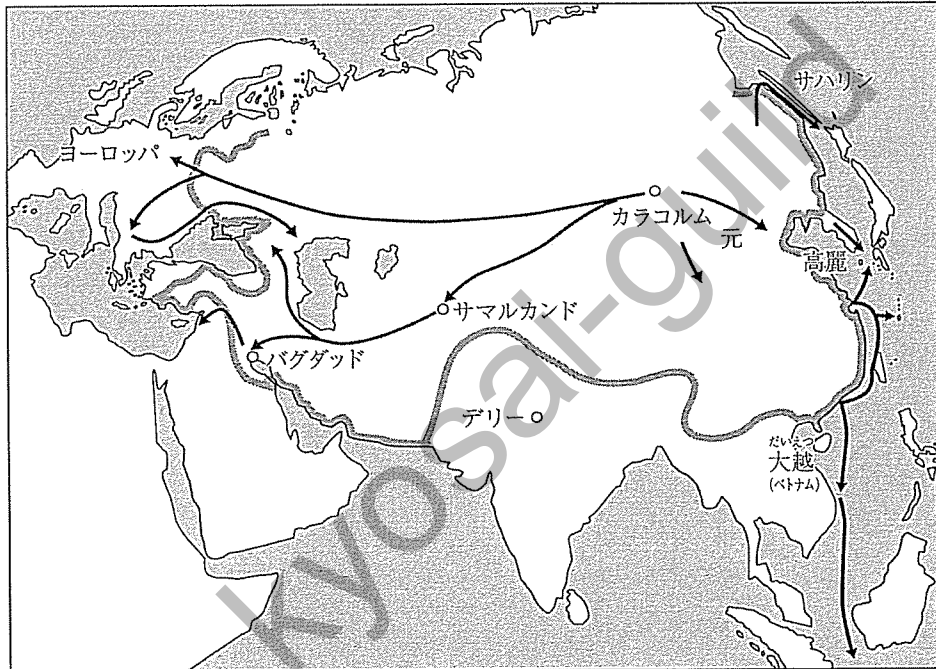 サハリン
ヨーロッパ
カラコルム
元
高麗
サマルカンド
バグダッド
デリー
だいえつ
大越
(ベトナム)
kyosai-guild